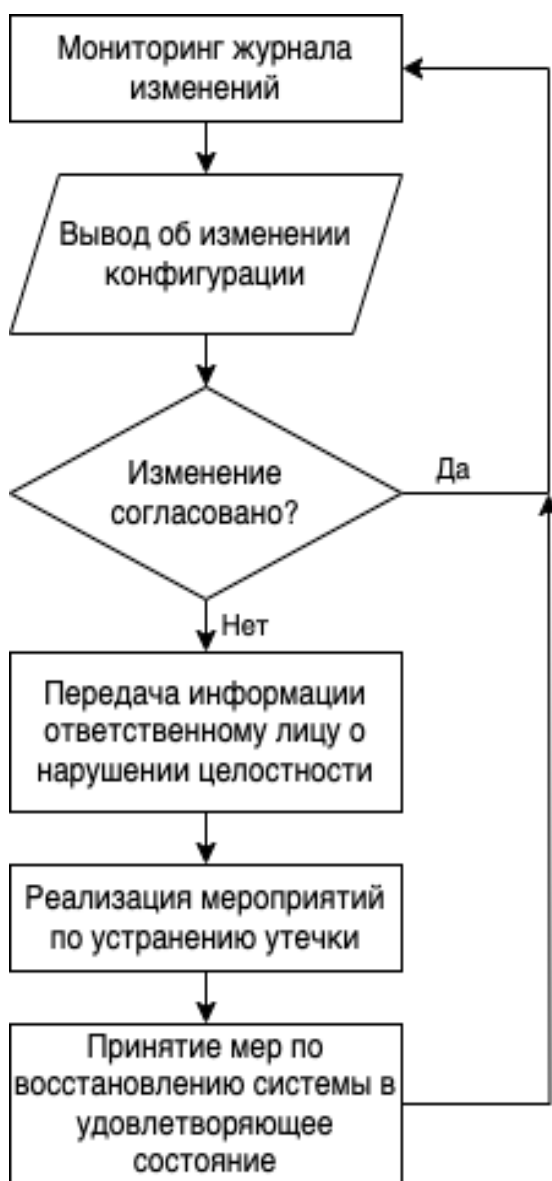 Мониторинг журнала
изменений
Вывод об изменении
конфигурации
Изменение
согласовано?
Да
Нет
Передача информации
ответственному лицу о
нарушении целостности
Реализация мероприятий
по устранению утечки
Принятие мер по
восстановлению системы в
удовлетворяющее
состояние